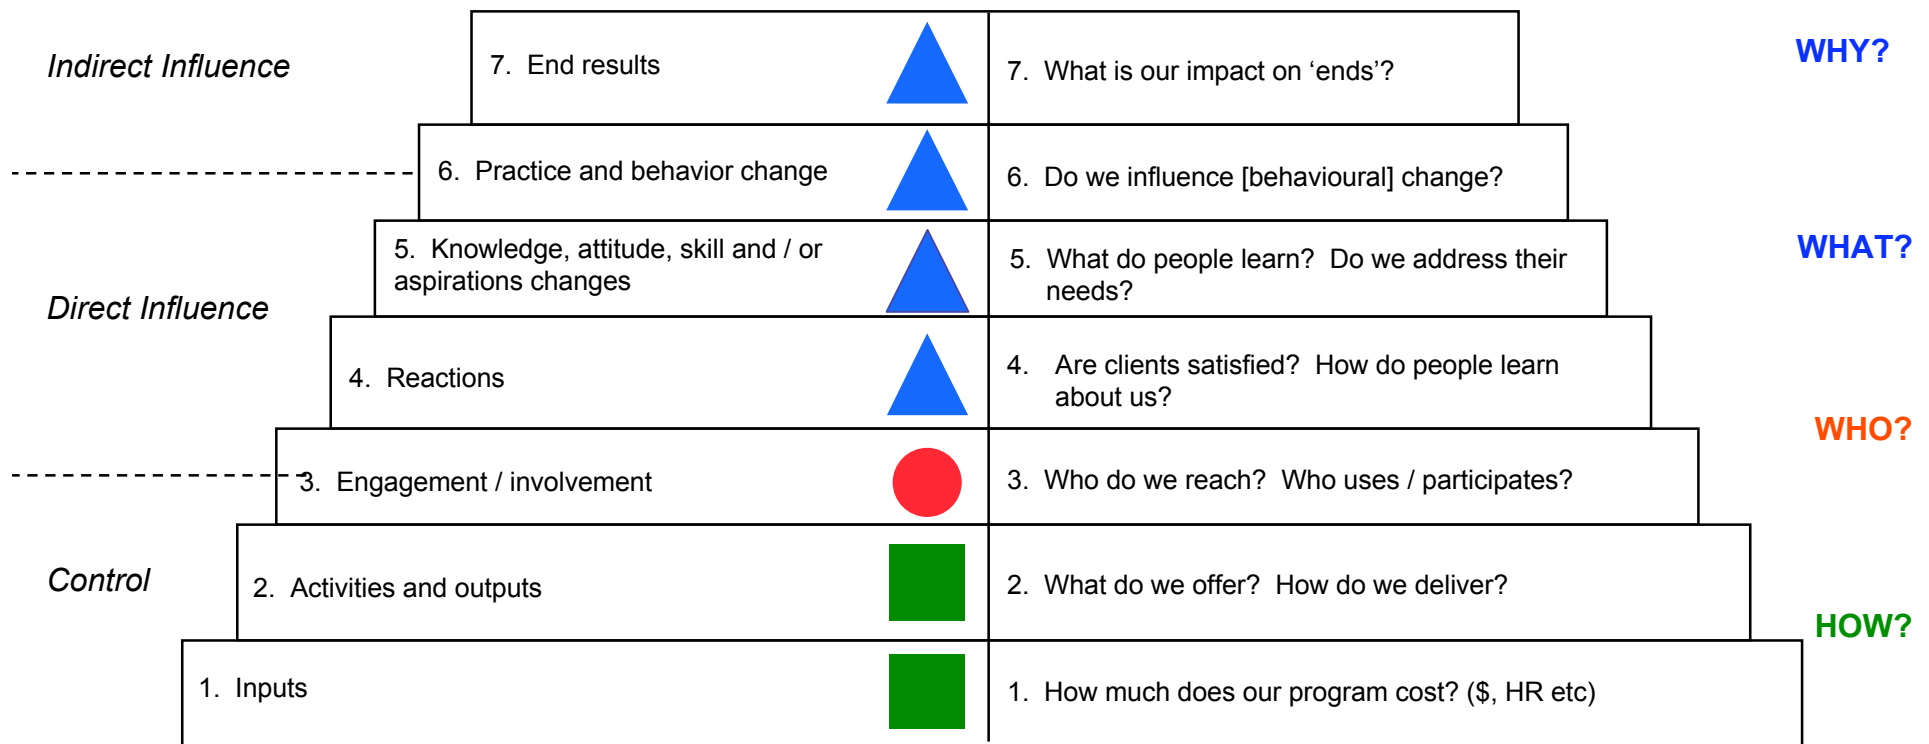 Indirect Influence
7.  End results
7.  What is our impact on ‘ends’?
WHY?
6.  Practice and behavior change
6.  Do we influence [behavioural] change?
5.  Knowledge, attitude, skill and / or
aspirations changes
5.  What do people learn?  Do we address their
needs?
WHAT?
Direct Influence
4.  Reactions
4.  Are clients satisfied?  How do people learn
about us?
WHO?
3.  Engagement / involvement
3.  Who do we reach?  Who uses / participates?
Control
2.  Activities and outputs
2.  What do we offer?  How do we deliver?
HOW?
1.  Inputs
1.  How much does our program cost? ($, HR etc)